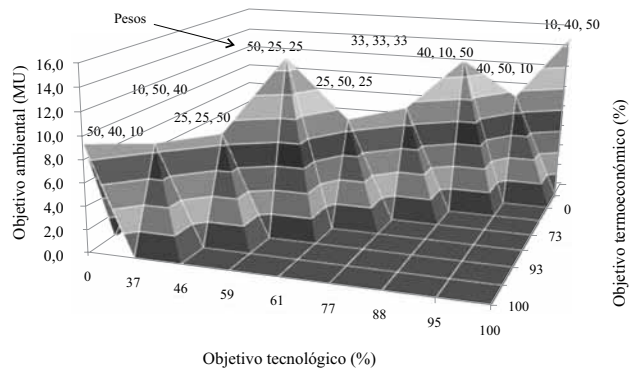 Pesos
10, 40, 50
50, 25, 25
33, 33, 33
40, 10, 50
40, 50, 10
25, 50, 25
10, 50, 40
25, 25, 50
50, 40, 10
Objetivo ambiental (MU)
16,0
14,0
12,0
10,0
8,0
6,0
4,0
2,0
0,0
0
37
46
59
61
77
88
95
100
Objetivo tecnológico (%)
0
73
93
100
Objetivo termoeconómico (%)